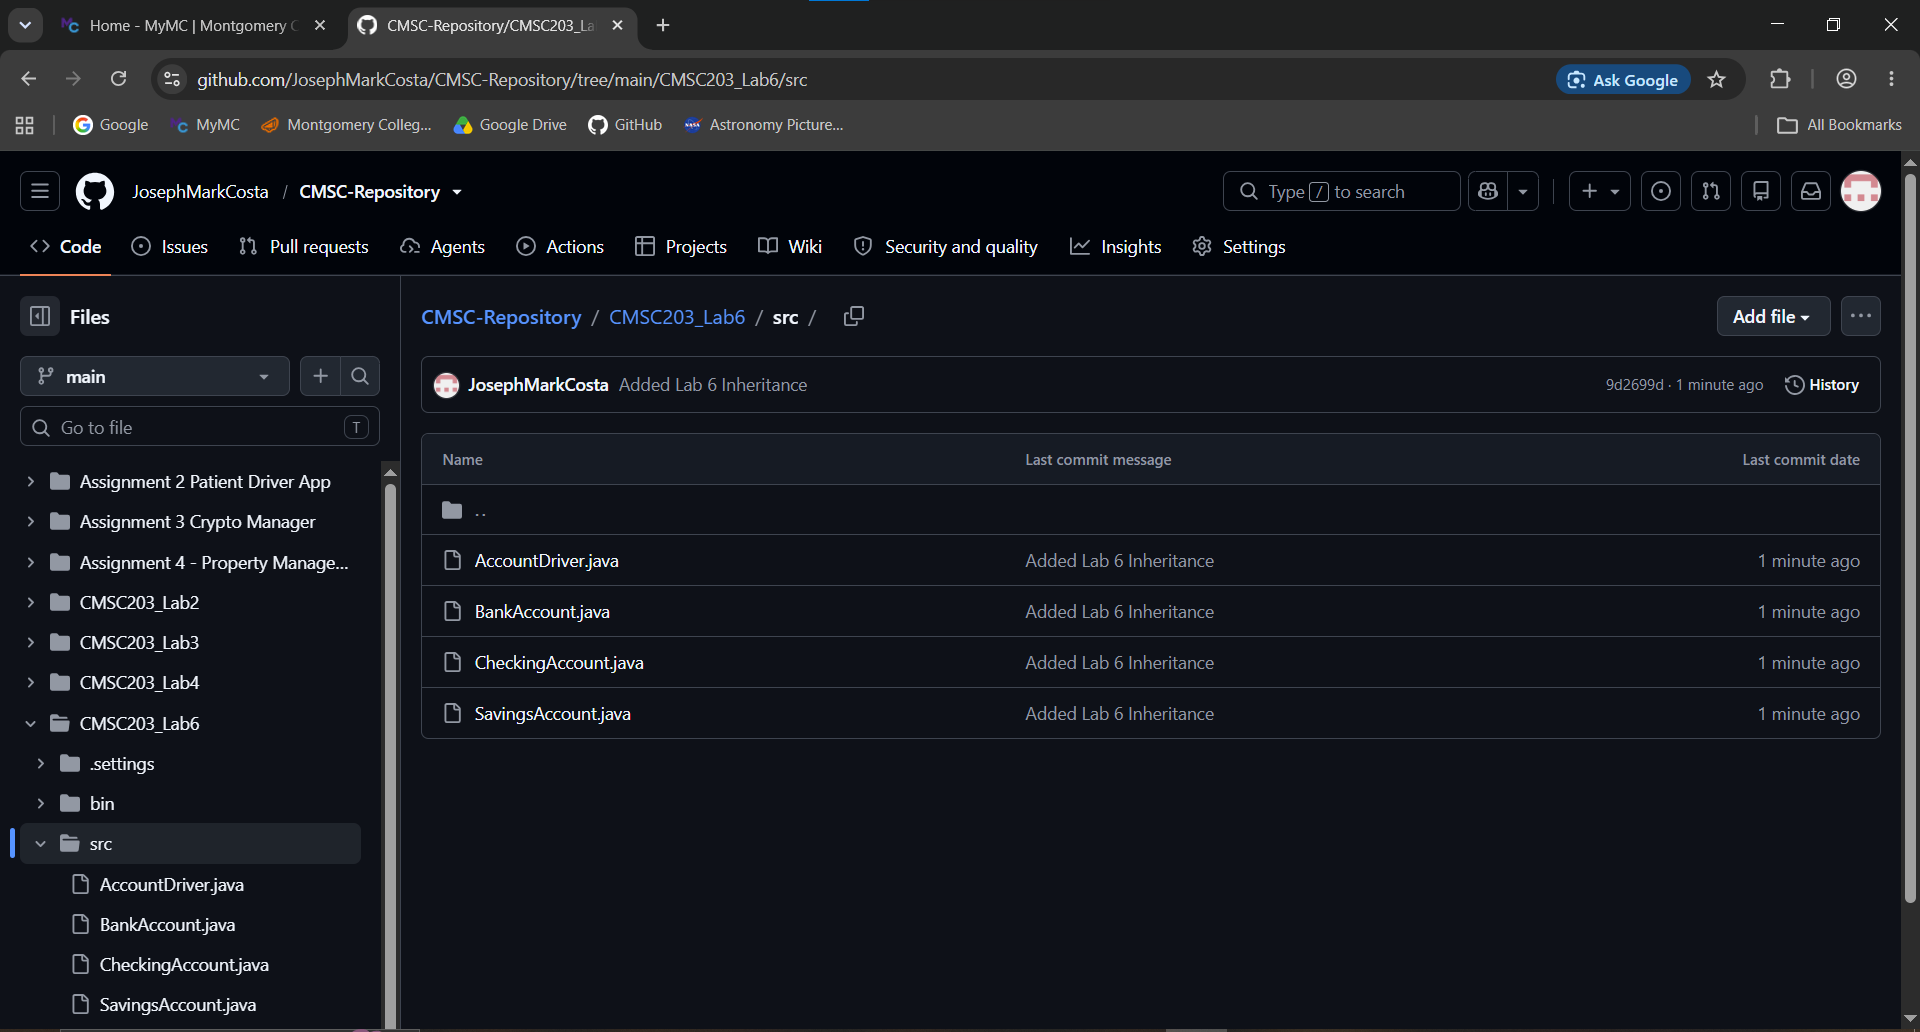 Home - MyMC | Montgomery C
CMSC-Repository/CMSC203_La
github.com/JosephMarkCosta/CMSC-Repository/tree/main/CMSC203_Lab6/src
Ask Google
Google
MyMC
Montgomery Colleg...
Google Drive
GitHub
Astronomy Picture...
All Bookmarks
JosephMarkCosta / CMSC-Repository
Type / to search
Code
Issues
Pull requests
Agents
Actions
Projects
Wiki
Security and quality
Insights
Settings
Files
main
Go to file
T
Assignment 2 Patient Driver App
Assignment 3 Crypto Manager
Assignment 4 - Property Manage...
CMSC203_Lab2
CMSC203_Lab3
CMSC203_Lab4
CMSC203_Lab6
.settings
bin
src
AccountDriver.java
BankAccount.java
CheckingAccount.java
SavingsAccount.java
CMSC-Repository / CMSC203_Lab6 / src /
Add file
JosephMarkCosta Added Lab 6 Inheritance
9d2699d · 1 minute ago
History
Name Last commit message Last commit date
..
AccountDriver.java Added Lab 6 Inheritance 1 minute ago
BankAccount.java Added Lab 6 Inheritance 1 minute ago
CheckingAccount.java Added Lab 6 Inheritance 1 minute ago
SavingsAccount.java Added Lab 6 Inheritance 1 minute ago